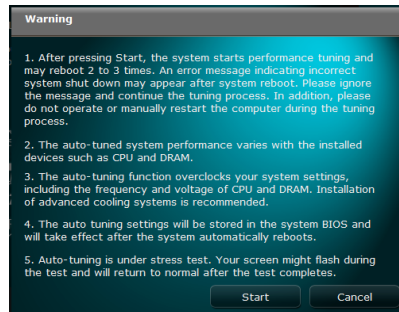 Warning
1. After pressing Start, the system starts performance tuning and
may reboot 2 to 3 times. An error message indicating incorrect
system shut down may appear after system reboot. Please ignore
the message and continue the tuning process. In addition, please
do not operate or manually restart the computer during the tuning
process.
2. The auto-tuned system performance varies with the installed
devices such as CPU and DRAM.
3. The auto-tuning function overclocks your system settings,
including the frequency and voltage of CPU and DRAM. Installation
of advanced cooling systems is recommended.
4. The auto tuning settings will be stored in the system BIOS and
will take effect after the system automatically reboots.
5. Auto-tuning is under stress test. Your screen might flash during
the test and will return to normal after the test completes.
Start Cancel